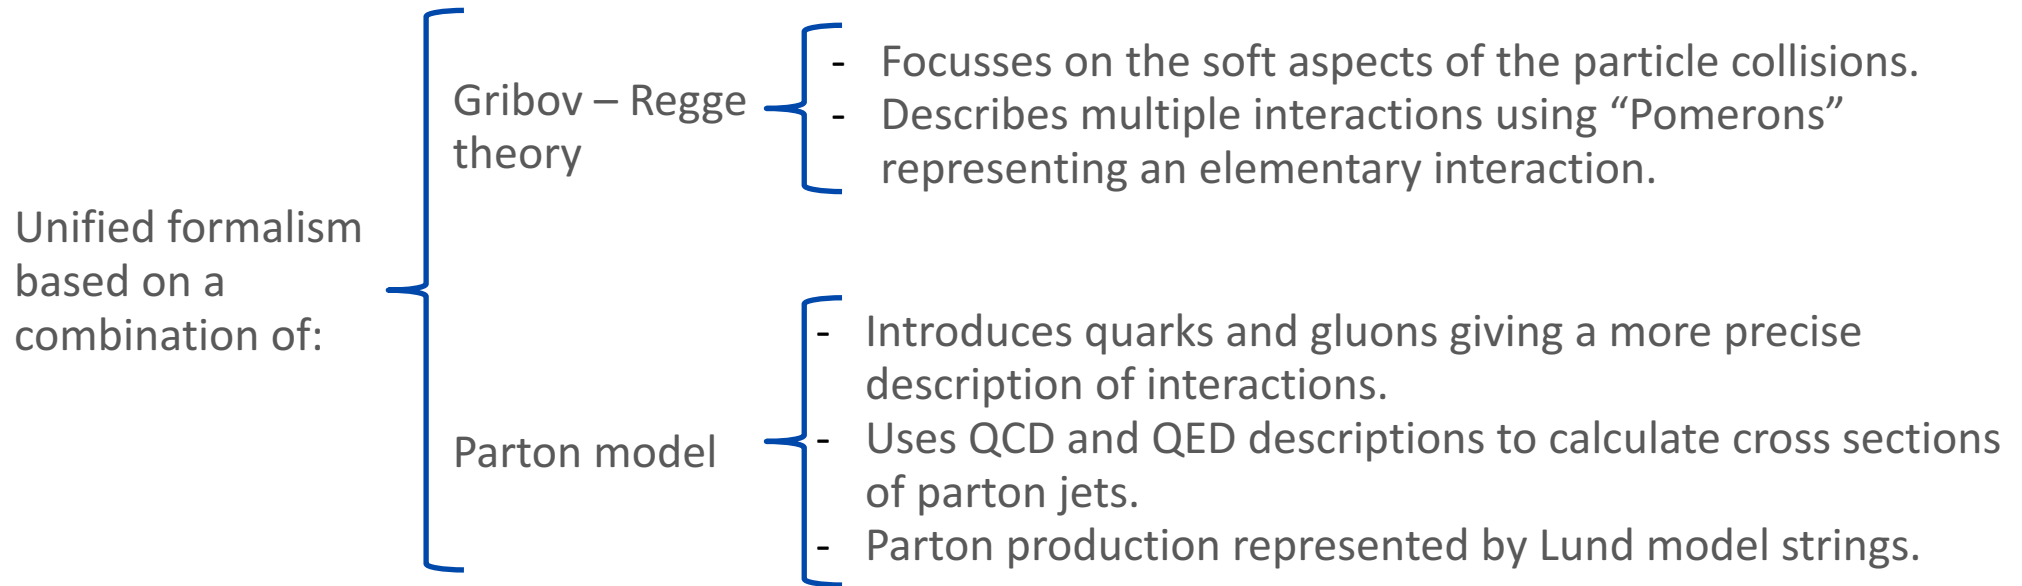 Unified formalism
based on a
combination of:
Gribov – Regge
theory
- Focusses on the soft aspects of the particle collisions.
- Describes multiple interactions using “Pomerons”
representing an elementary interaction.
Parton model
- Introduces quarks and gluons giving a more precise
description of interactions.
- Uses QCD and QED descriptions to calculate cross sections
of parton jets.
- Parton production represented by Lund model strings.